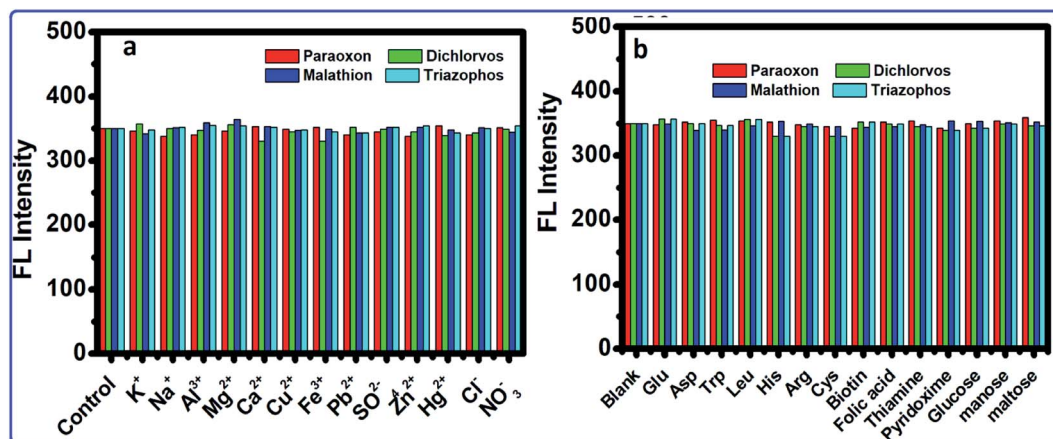 a
FL Intensity
500
400
300
200
100
0
Paraoxon
Dichlorvos
Malathion
Triazophos
Control
K⁺
Na⁺
Al³⁺
Mg²⁺
Ca²⁺
Cu²⁺
Fe³⁺
Pb²⁺
SO²⁻
Zn²⁺
Hg²⁺
Cl⁻
NO⁻₃
b
FL Intensity
500
400
300
200
100
0
Paraoxon
Dichlorvos
Malathion
Triazophos
Blank
Glu
Asp
Trp
Leu
His
Arg
Cys
Biotin
Folic acid
Thianine
Pyridoxime
Glucose
manose
maltose